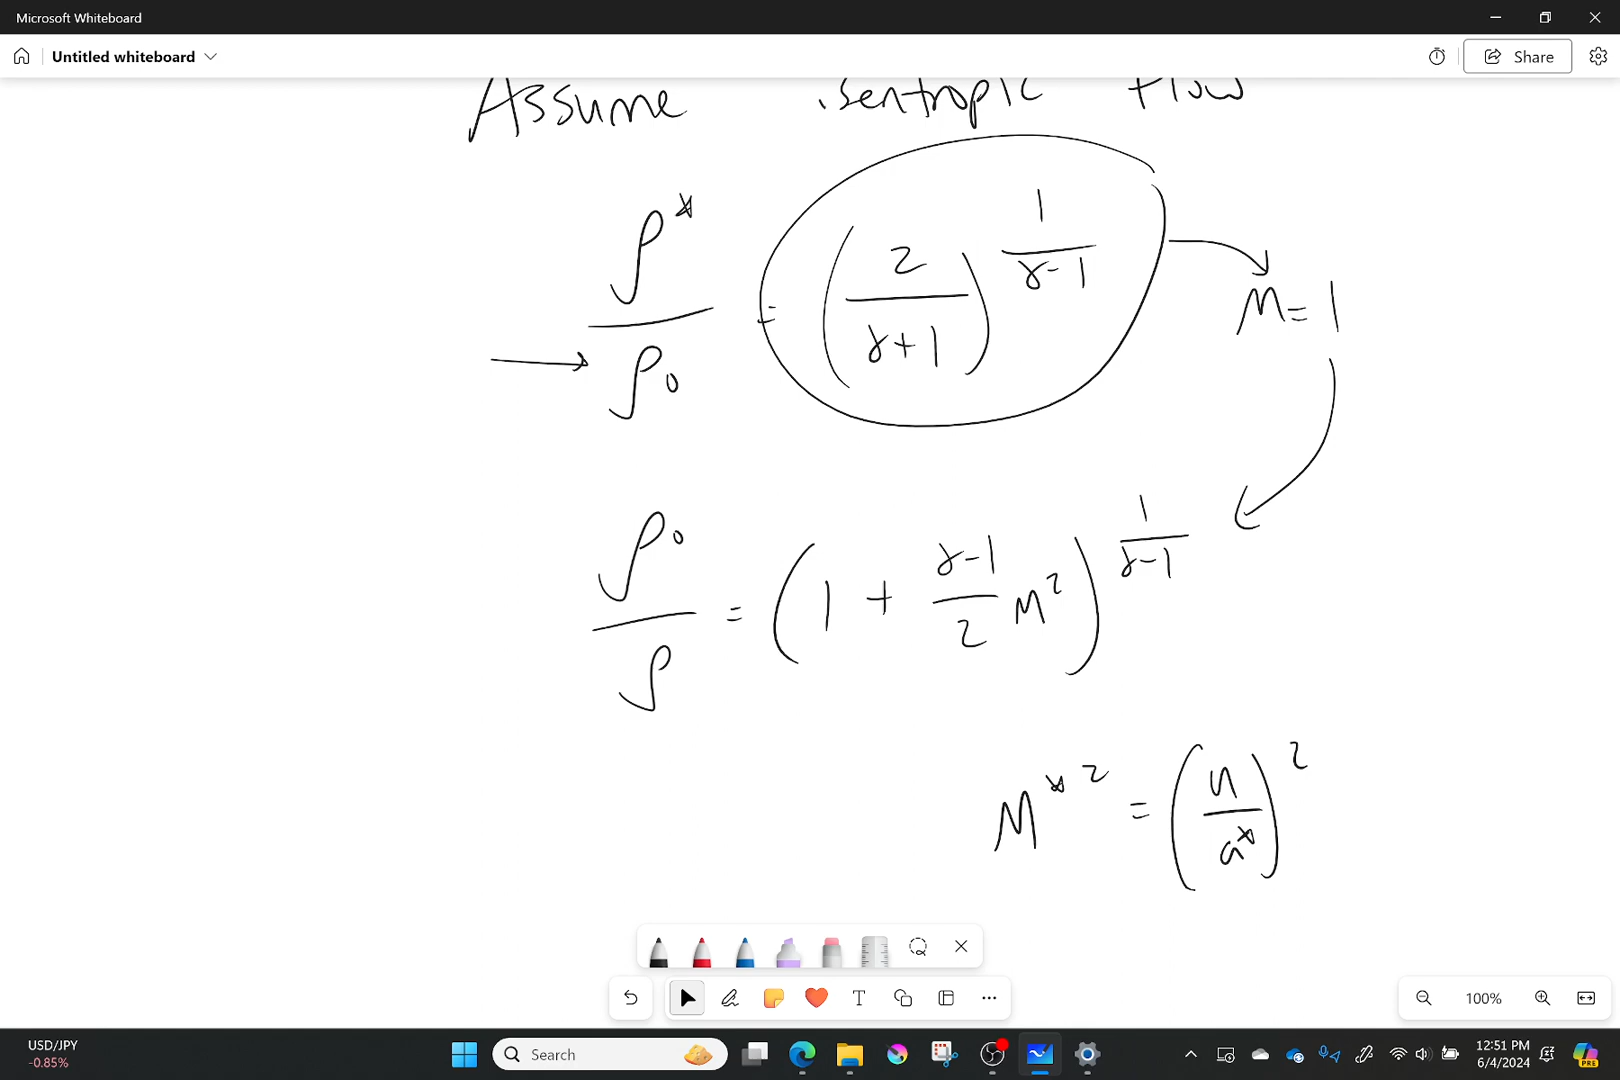 Microsoft Whiteboard
Untitled whiteboard
Share
Assume isentropic Flow
ρ*/ρ₀ = (2/(γ+1))^(1/(γ-1)) → M = 1
ρ₀/ρ = (1 + (γ-1)/2 M²)^(1/(γ-1))
M*² = (u/a*)²
100%
USD/JPY
-0.85%
Search
12:51 PM
6/4/2024
PRE